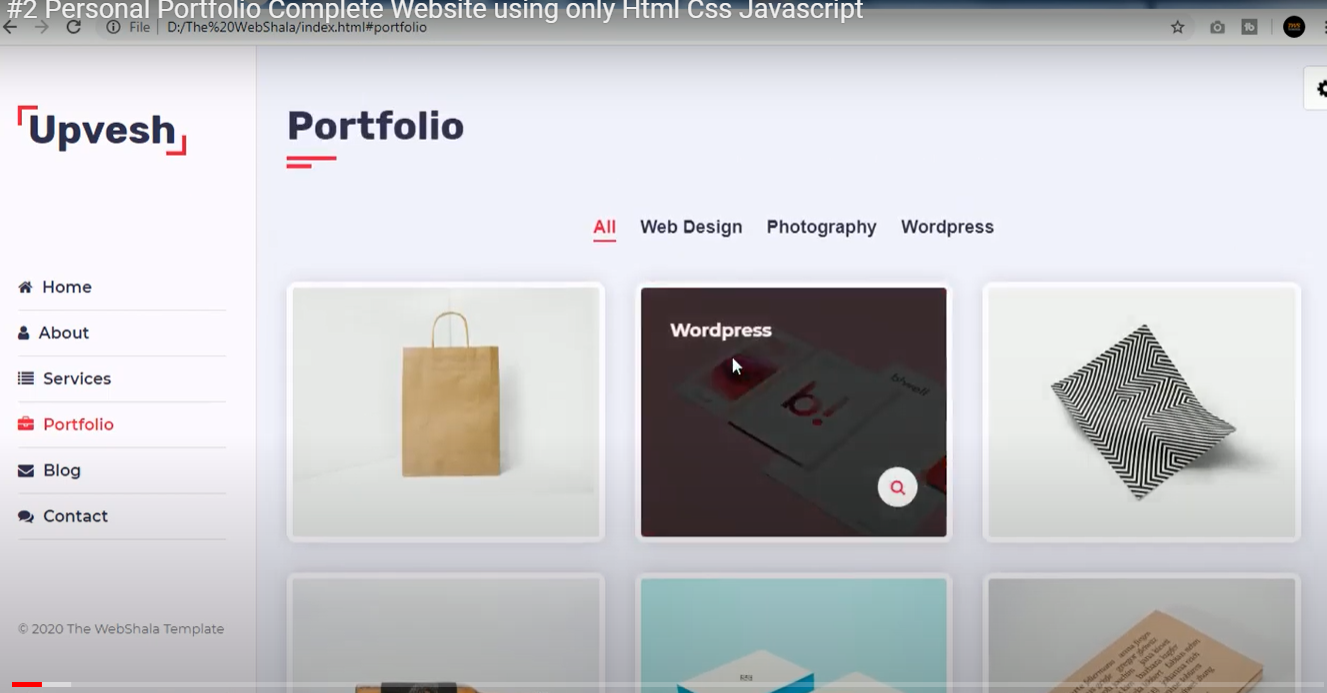 #2 Personal Portfolio Complete Website using only Html Css Javascript
File | D:/The%20WebShala/index.html#portfolio
Upvesh
Portfolio
All Web Design Photography Wordpress
Home
About
Services
Portfolio
Blog
Contact
Wordpress
b!
b!well
© 2020 The WebShala Template